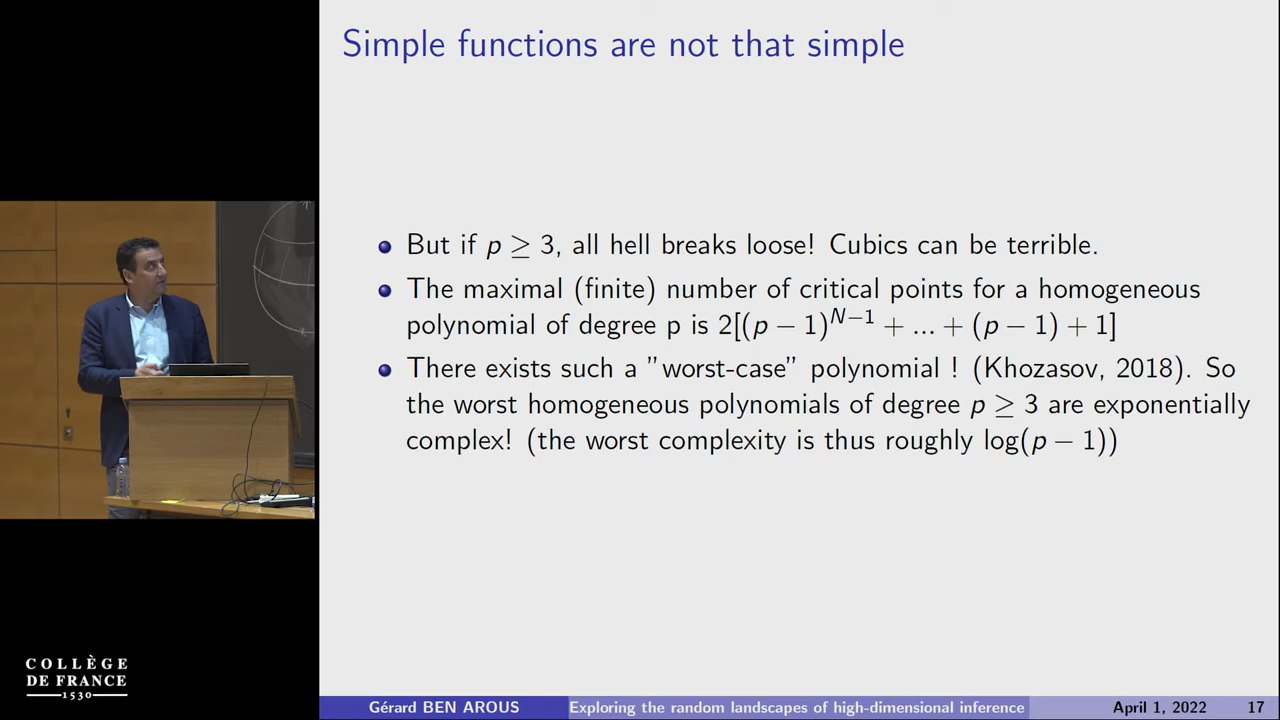 Simple functions are not that simple
But if p ≥ 3, all hell breaks loose! Cubics can be terrible.
The maximal (finite) number of critical points for a homogeneous
polynomial of degree p is 2[(p − 1)^{N−1} + ... + (p − 1) + 1]
There exists such a ”worst-case” polynomial ! (Khozasov, 2018). So
the worst homogeneous polynomials of degree p ≥ 3 are exponentially
complex! (the worst complexity is thus roughly log(p − 1))
COLLÈGE
DE FRANCE
1530
Gérard BEN AROUS Exploring the random landscapes of high-dimensional inference April 1, 2022 17